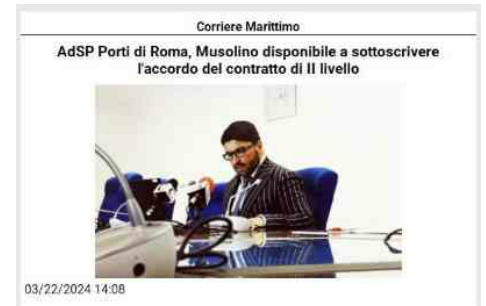 Corriere Marittimo
AdSP Porti di Roma, Musolino disponibile a sottoscrivere
l'accordo del contratto di II livello
03/22/2024 14:08